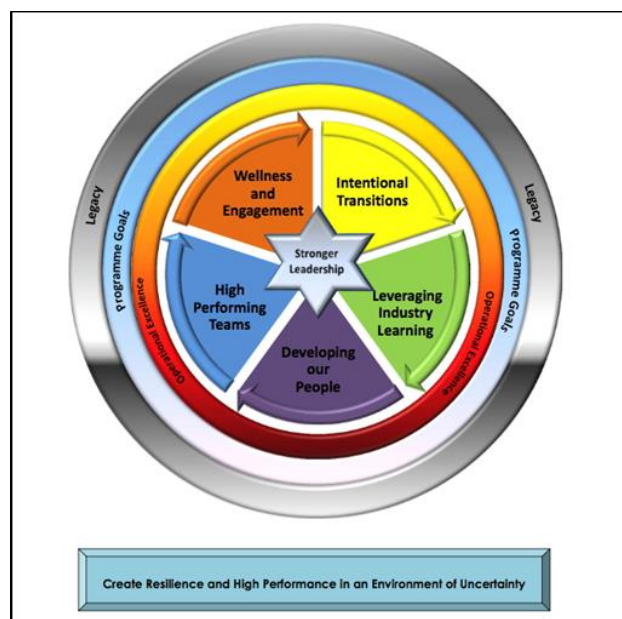 Legacy
Programme Goals
Operational Excellence
Wellness
and
Engagement
Intentional
Transitions
Stronger
Leadership
High
Performing
Teams
Leveraging
Industry
Learning
Developing
our
People
Operational Excellence
Programme Goals
Legacy
Create Resilience and High Performance in an Environment of Uncertainty